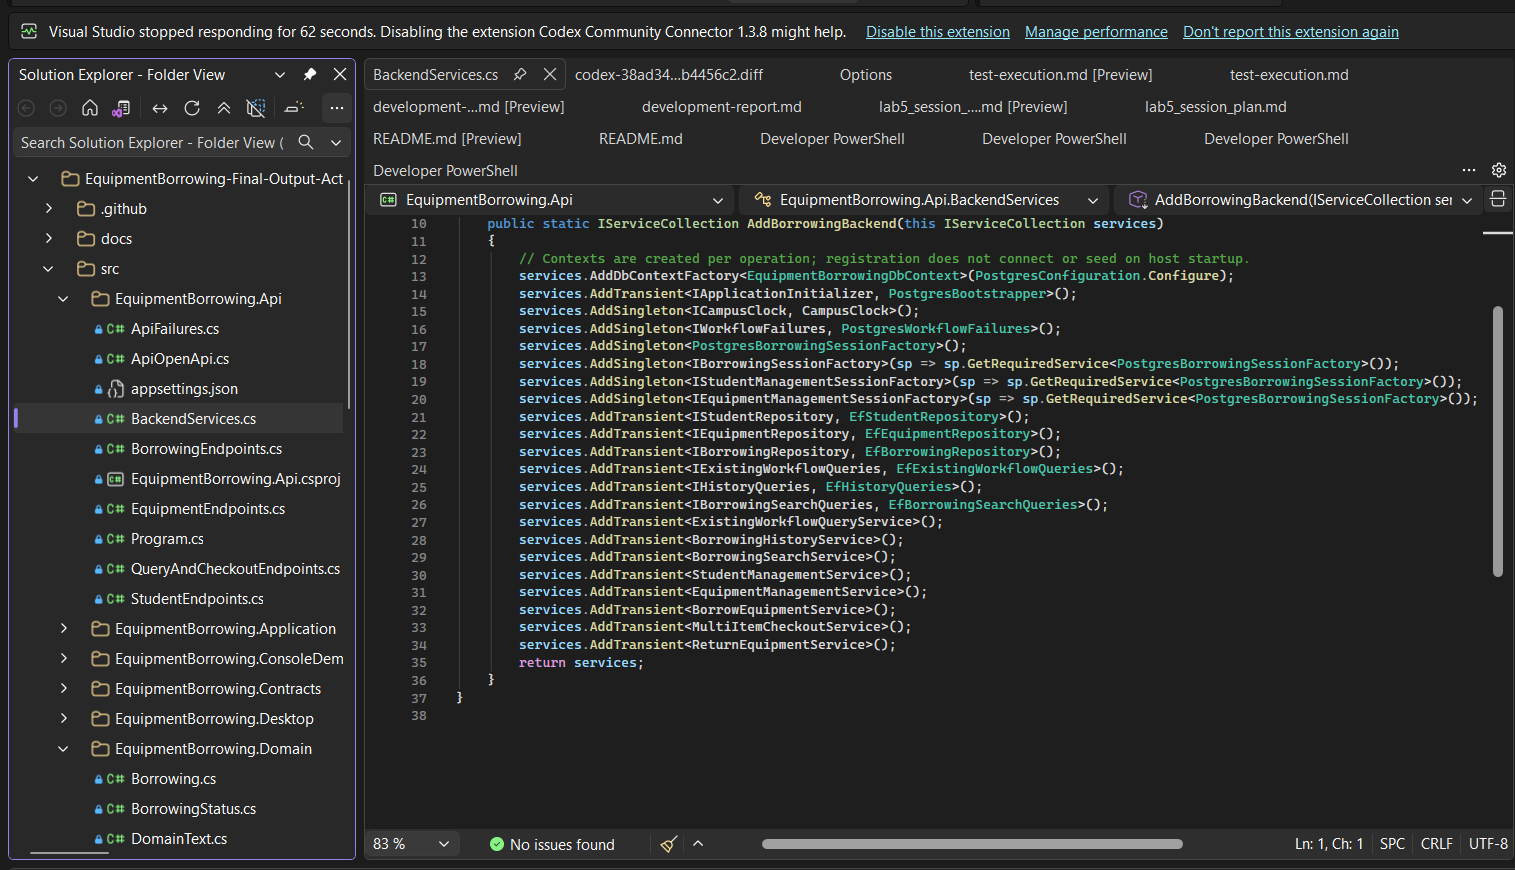 Visual Studio stopped responding for 62 seconds. Disabling the extension Codex Community Connector 1.3.8 might help. Disable this extension Manage performance Don't report this extension again
Solution Explorer - Folder View
Search Solution Explorer - Folder View (
EquipmentBorrowing-Final-Output-Act
.github
docs
src
EquipmentBorrowing.Api
C# ApiFailures.cs
C# ApiOpenApi.cs
appsettings.json
C# BackendServices.cs
C# BorrowingEndpoints.cs
EquipmentBorrowing.Api.csproj
C# EquipmentEndpoints.cs
C# Program.cs
C# QueryAndCheckoutEndpoints.cs
C# StudentEndpoints.cs
EquipmentBorrowing.Application
EquipmentBorrowing.ConsoleDem
EquipmentBorrowing.Contracts
EquipmentBorrowing.Desktop
EquipmentBorrowing.Domain
C# Borrowing.cs
C# BorrowingStatus.cs
C# DomainText.cs
BackendServices.cs codex-38ad34...b4456c2.diff Options test-execution.md [Preview] test-execution.md
development-...md [Preview] development-report.md lab5_session_....md [Preview] lab5_session_plan.md
README.md [Preview] README.md Developer PowerShell Developer PowerShell Developer PowerShell
Developer PowerShell
EquipmentBorrowing.Api EquipmentBorrowing.Api.BackendServices AddBorrowingBackend(IServiceCollection ser
10 public static IServiceCollection AddBorrowingBackend(this IServiceCollection services)
11 {
12 // Contexts are created per operation; registration does not connect or seed on host startup.
13 services.AddDbContextFactory<EquipmentBorrowingDbContext>(PostgresConfiguration.Configure);
14 services.AddTransient<IApplicationInitializer, PostgresBootstrapper>();
15 services.AddSingleton<ICampusClock, CampusClock>();
16 services.AddSingleton<IWorkflowFailures, PostgresWorkflowFailures>();
17 services.AddSingleton<PostgresBorrowingSessionFactory>();
18 services.AddSingleton<IBorrowingSessionFactory>(sp => sp.GetRequiredService<PostgresBorrowingSessionFactory>());
19 services.AddSingleton<IStudentManagementSessionFactory>(sp => sp.GetRequiredService<PostgresBorrowingSessionFactory>());
20 services.AddSingleton<IEquipmentManagementSessionFactory>(sp => sp.GetRequiredService<PostgresBorrowingSessionFactory>());
21 services.AddTransient<IStudentRepository, EfStudentRepository>();
22 services.AddTransient<IEquipmentRepository, EfEquipmentRepository>();
23 services.AddTransient<IBorrowingRepository, EfBorrowingRepository>();
24 services.AddTransient<IExistingWorkflowQueries, EfExistingWorkflowQueries>();
25 services.AddTransient<IHistoryQueries, EfHistoryQueries>();
26 services.AddTransient<IBorrowingSearchQueries, EfBorrowingSearchQueries>();
27 services.AddTransient<ExistingWorkflowQueryService>();
28 services.AddTransient<BorrowingHistoryService>();
29 services.AddTransient<BorrowingSearchService>();
30 services.AddTransient<StudentManagementService>();
31 services.AddTransient<EquipmentManagementService>();
32 services.AddTransient<BorrowEquipmentService>();
33 services.AddTransient<MultiItemCheckoutService>();
34 services.AddTransient<ReturnEquipmentService>();
35 return services;
36 }
37 }
38
83 % No issues found Ln: 1, Ch: 1 SPC CRLF UTF-8